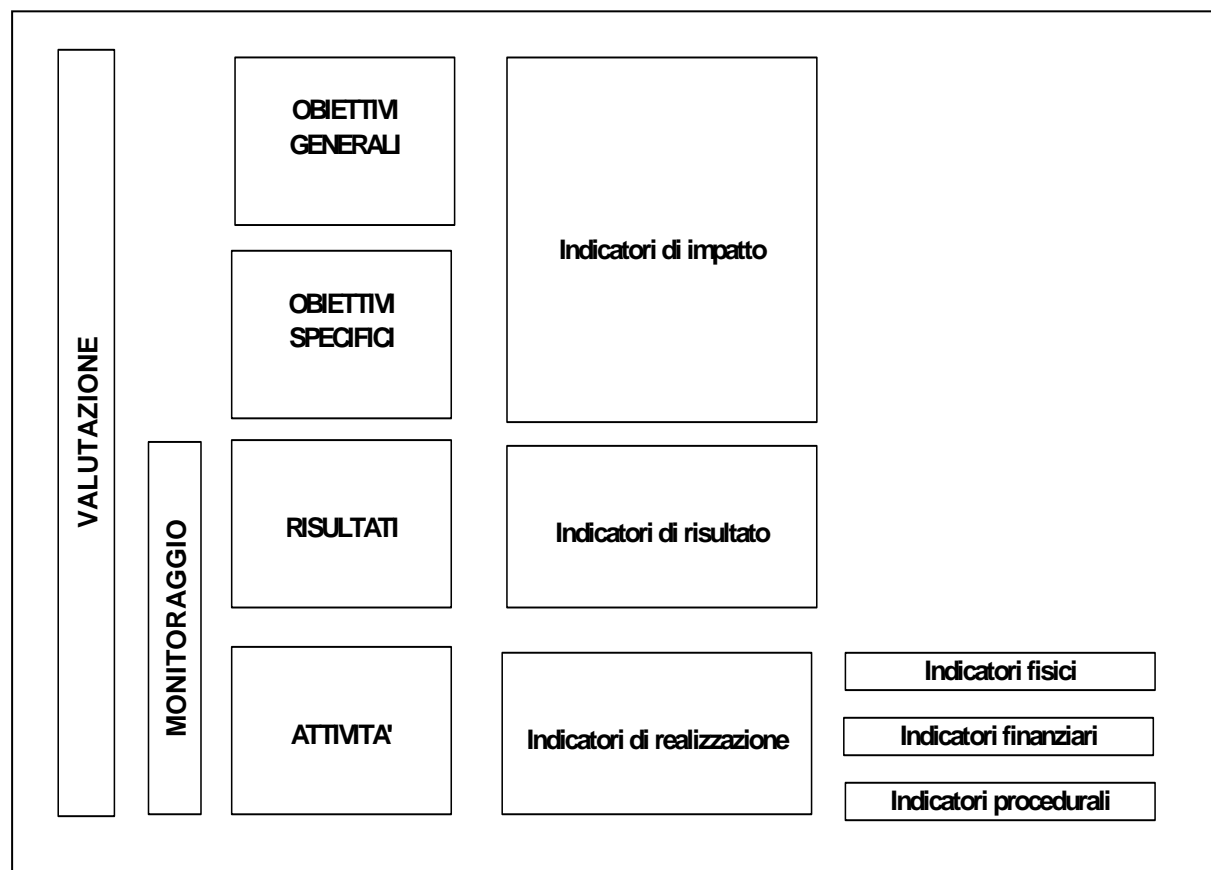 VALUTAZIONE
MONITORAGGIO
OBIETTIVI
GENERALI
Indicatori di impatto
OBIETTIVI
SPECIFICI
RISULTATI
Indicatori di risultato
ATTIVITA'
Indicatori di realizzazione
Indicatori fisici
Indicatori finanziari
Indicatori procedurali